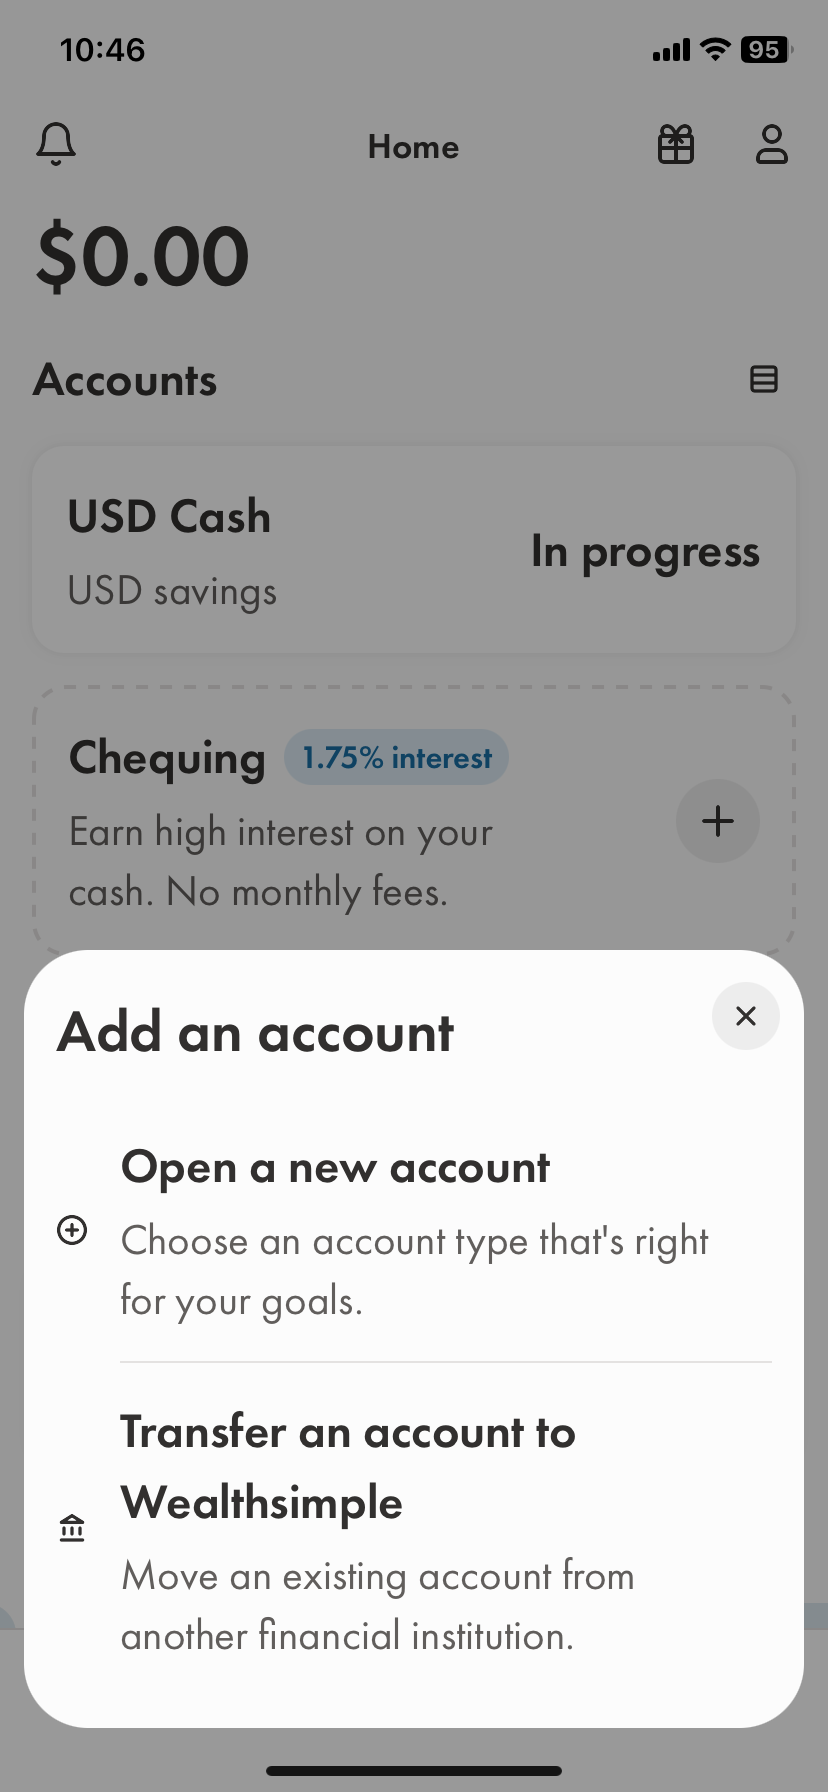 10:46
95
Home
$0.00
Accounts
USD Cash
USD savings
In progress
Chequing
1.75% interest
Earn high interest on your
cash. No monthly fees.
Add an account
Open a new account
Choose an account type that's right
for your goals.
Transfer an account to
Wealthsimple
Move an existing account from
another financial institution.